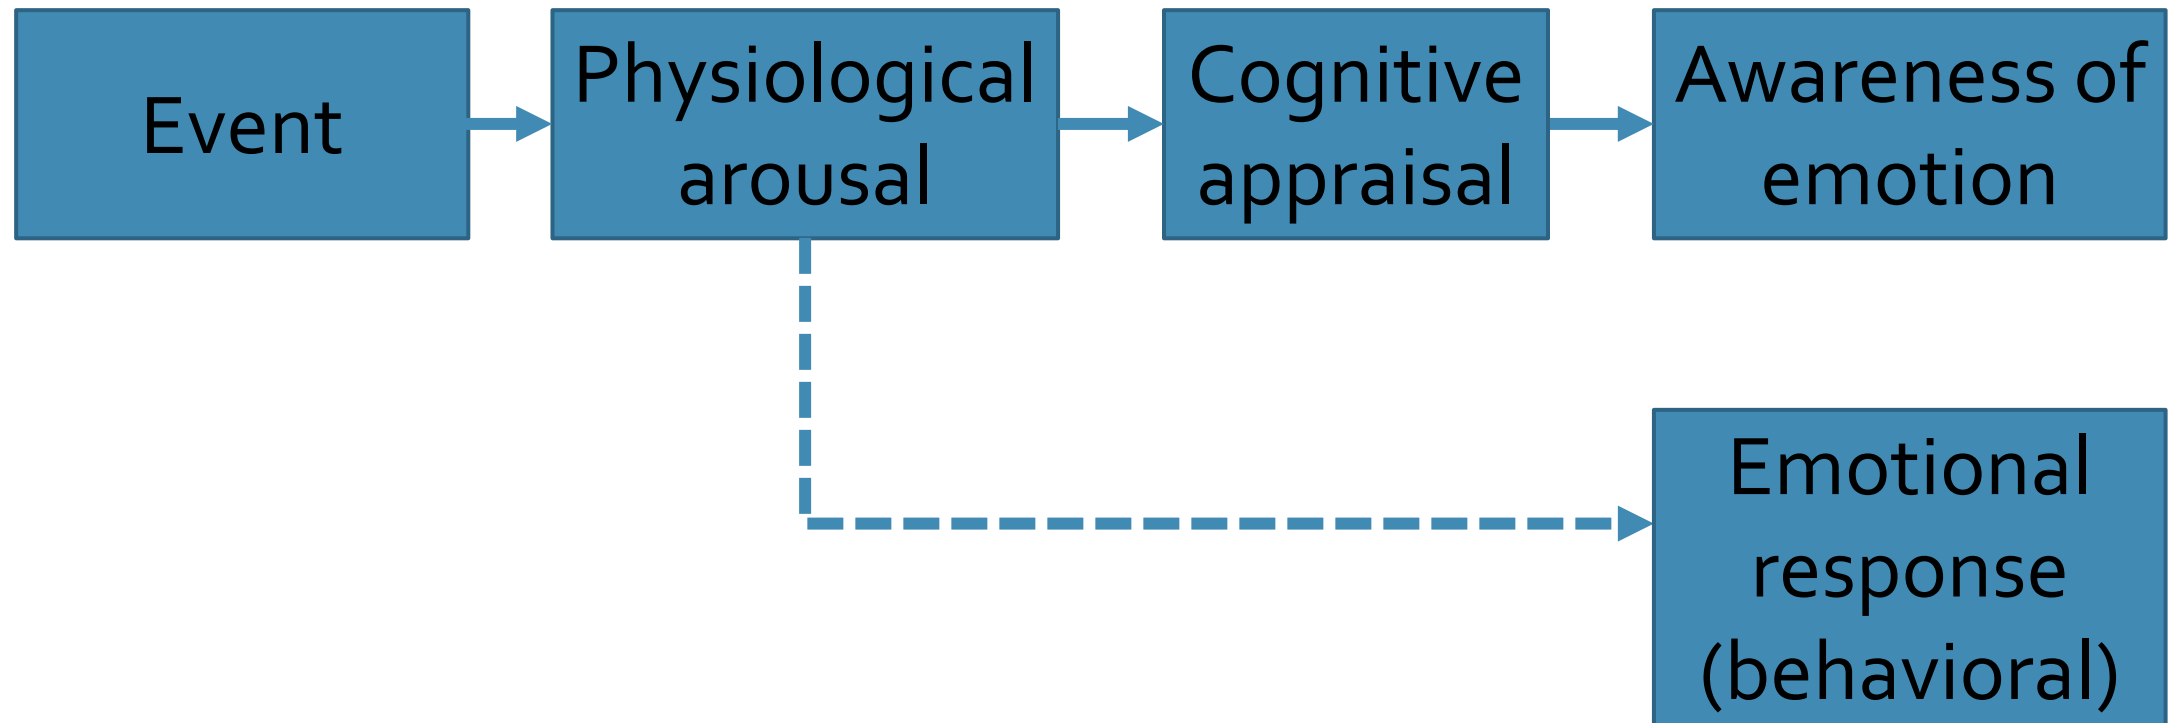 Event
Physiological
arousal
Cognitive
appraisal
Awareness of
emotion
Emotional
response
(behavioral)